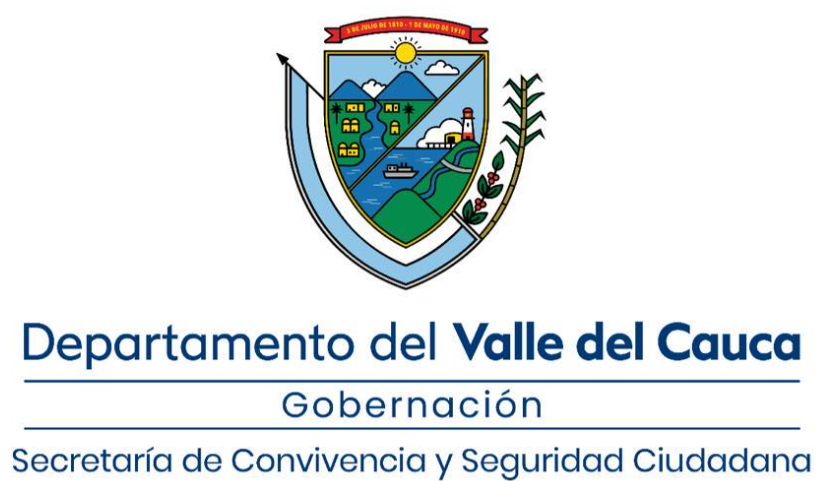 3 DE JULIO DE 1810 - 1 DE MAYO DE 1910
Departamento del Valle del Cauca
Gobernación
Secretaría de Convivencia y Seguridad Ciudadana